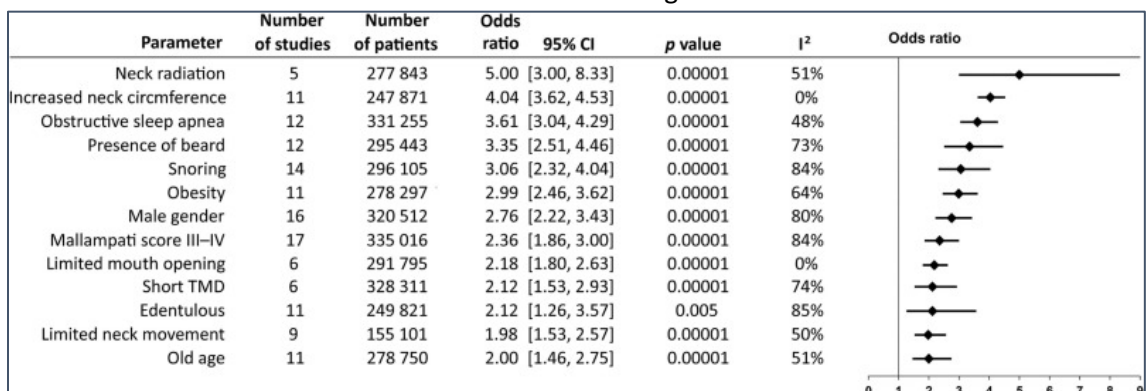 Parameter Number of studies Number of patients Odds ratio 95% CI p value I² Odds ratio
Neck radiation 5 277 843 5.00 [3.00, 8.33] 0.00001 51%
Increased neck circmference 11 247 871 4.04 [3.62, 4.53] 0.00001 0%
Obstructive sleep apnea 12 331 255 3.61 [3.04, 4.29] 0.00001 48%
Presence of beard 12 295 443 3.35 [2.51, 4.46] 0.00001 73%
Snoring 14 296 105 3.06 [2.32, 4.04] 0.00001 84%
Obesity 11 278 297 2.99 [2.46, 3.62] 0.00001 64%
Male gender 16 320 512 2.76 [2.22, 3.43] 0.00001 80%
Mallampati score III–IV 17 335 016 2.36 [1.86, 3.00] 0.00001 84%
Limited mouth opening 6 291 795 2.18 [1.80, 2.63] 0.00001 0%
Short TMD 6 328 311 2.12 [1.53, 2.93] 0.00001 74%
Edentulous 11 249 821 2.12 [1.26, 3.57] 0.005 85%
Limited neck movement 9 155 101 1.98 [1.53, 2.57] 0.00001 50%
Old age 11 278 750 2.00 [1.46, 2.75] 0.00001 51%
0 1 2 3 4 5 6 7 8 9